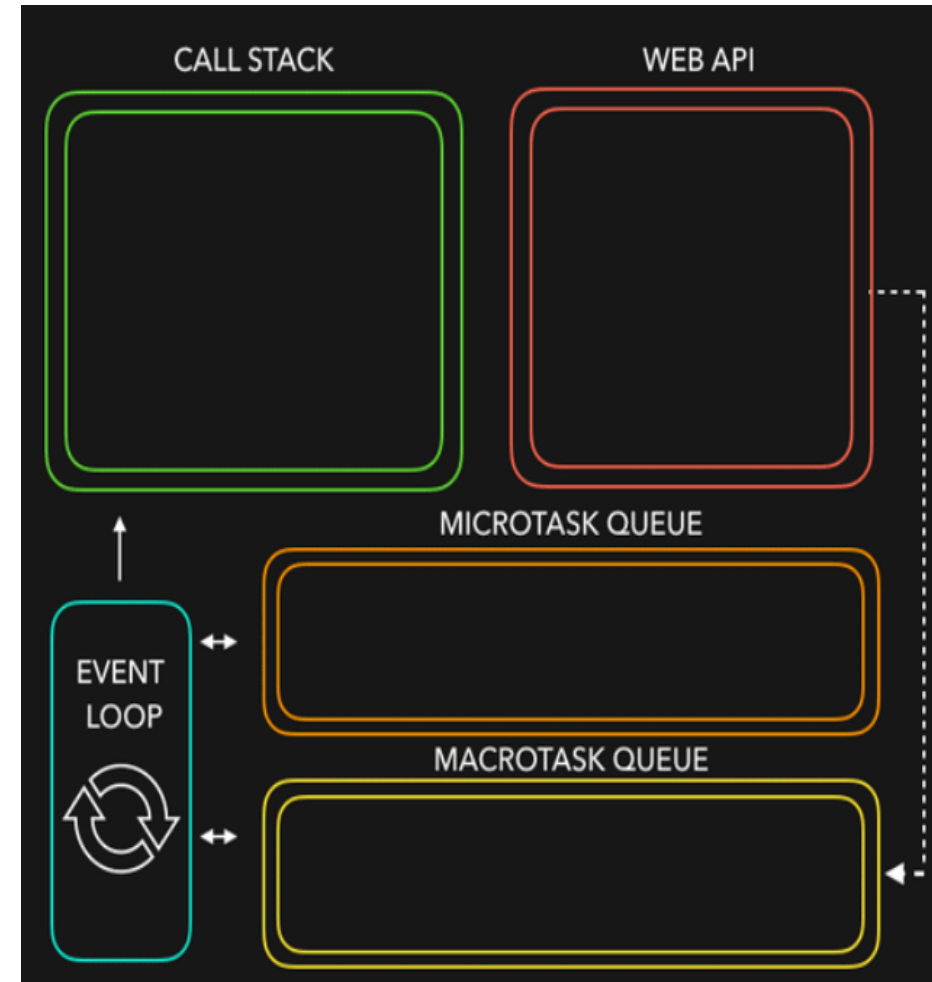 CALL STACK
WEB API
MICROTASK QUEUE
EVENT
LOOP
MACROTASK QUEUE